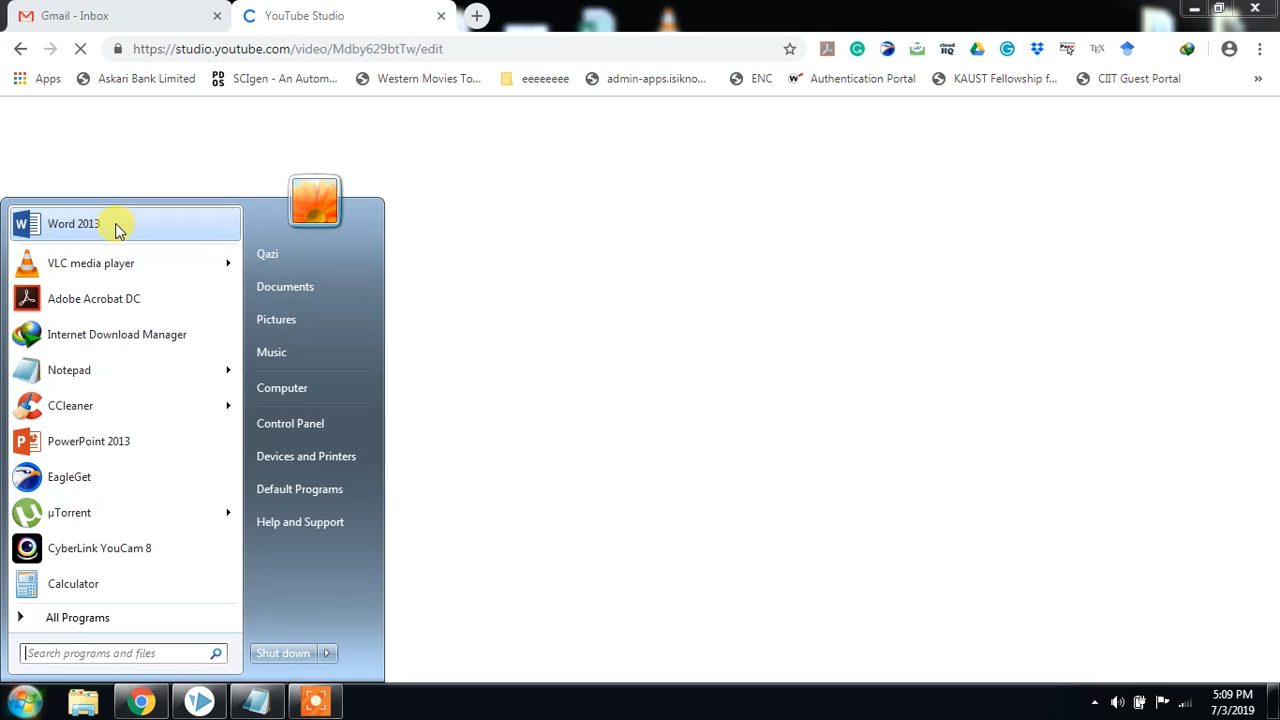 Gmail - Inbox
YouTube Studio
https://studio.youtube.com/video/Mdby629btTw/edit
Apps
Askari Bank Limited
PD
OS
SCIgen - An Autom...
Western Movies: To...
eeeeeeee
admin-apps.isikno...
ENC
Authentication Portal
KAUST Fellowship f...
CIIT Guest Portal
»
Word 2013
VLC media player
Adobe Acrobat DC
Internet Download Manager
Notepad
CCleaner
PowerPoint 2013
EagleGet
µTorrent
CyberLink YouCam 8
Calculator
All Programs
Search programs and files
Qazi
Documents
Pictures
Music
Computer
Control Panel
Devices and Printers
Default Programs
Help and Support
Shut down
5:09 PM
7/3/2019